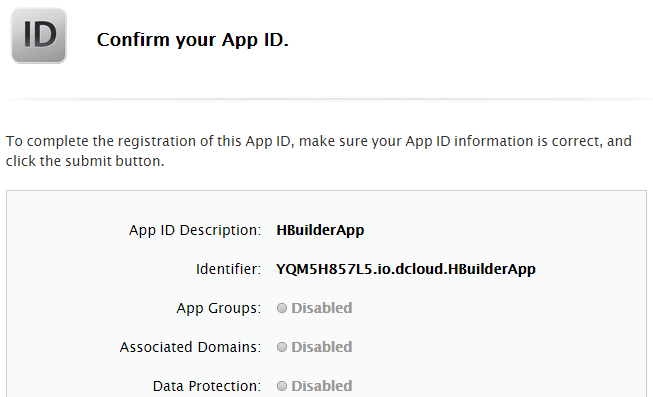 ID
Confirm your App ID.
To complete the registration of this App ID, make sure your App ID information is correct, and
click the submit button.
App ID Description: HBuilderApp
Identifier: YQM5H857L5.io.dcloud.HBuilderApp
App Groups: Disabled
Associated Domains: Disabled
Data Protection: Disabled